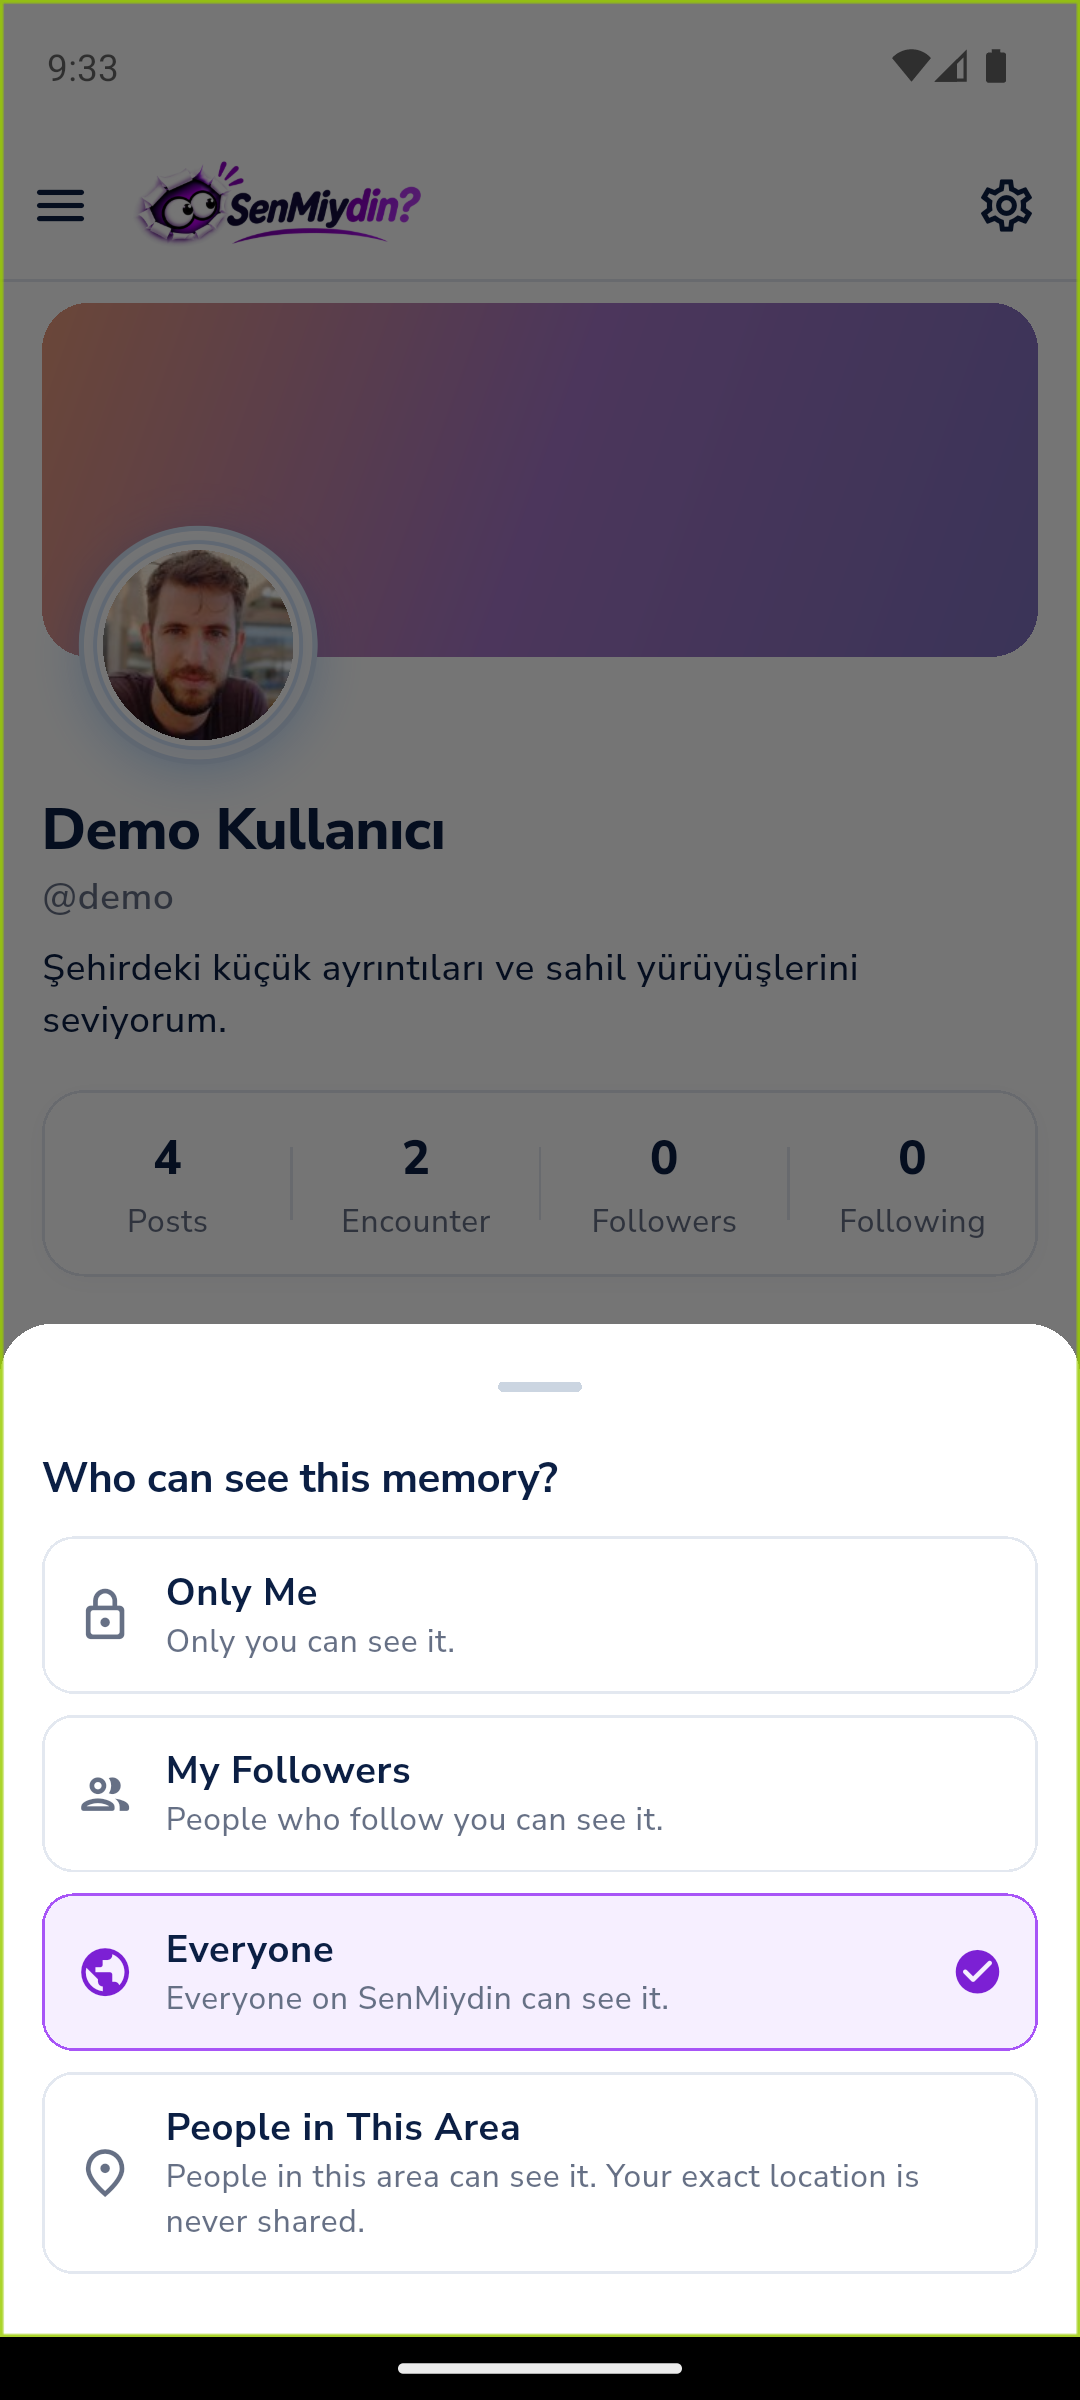 9:33
SenMiydin?
Demo Kullanıcı
@demo
Şehirdeki küçük ayrıntıları ve sahil yürüyüşlerini
seviyorum.
4
Posts
2
Encounter
0
Followers
0
Following
Who can see this memory?
Only Me
Only you can see it.
My Followers
People who follow you can see it.
Everyone
Everyone on SenMiydin can see it.
People in This Area
People in this area can see it. Your exact location is
never shared.